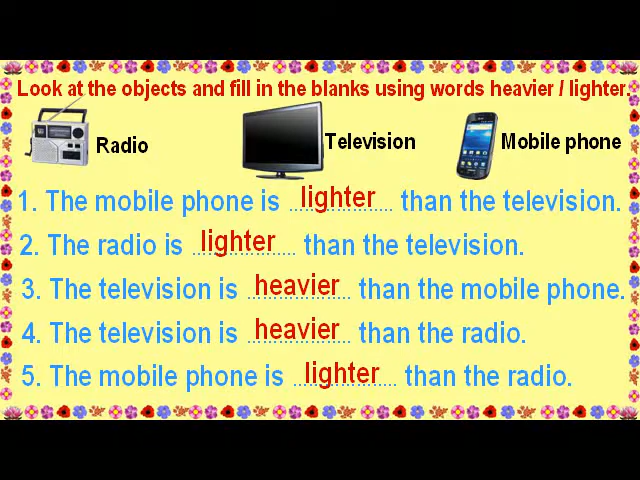 Look at the objects and fill in the blanks using words heavier / lighter.
Radio Television Mobile phone
1. The mobile phone is lighter than the television.
2. The radio is lighter than the television.
3. The television is heavier than the mobile phone.
4. The television is heavier than the radio.
5. The mobile phone is lighter than the radio.